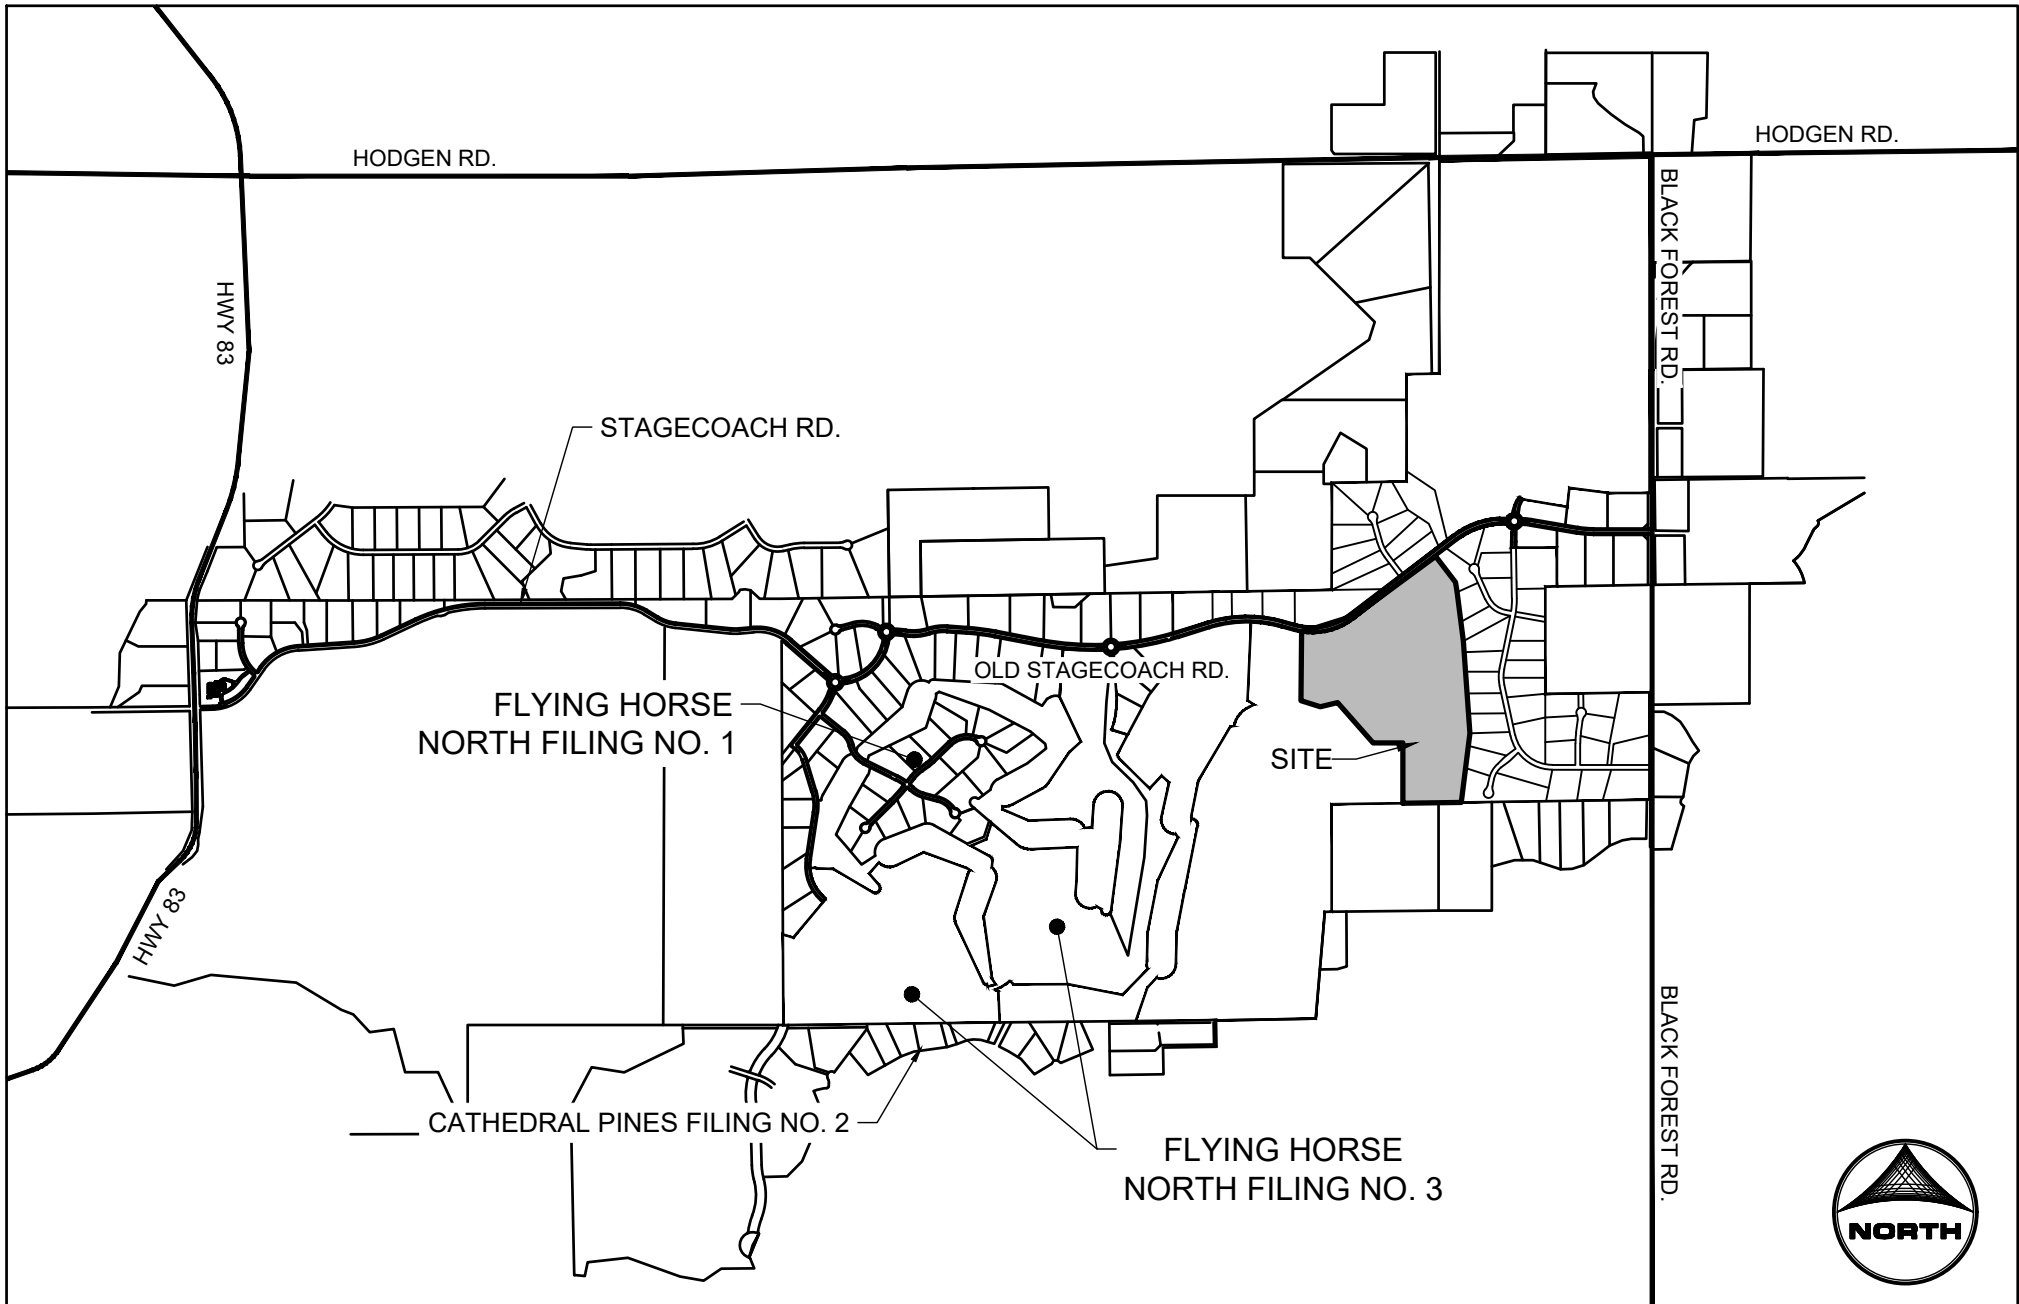 HODGEN RD.
HODGEN RD.
BLACK FOREST RD.
HWY 83
STAGECOACH RD.
OLD STAGECOACH RD.
FLYING HORSE
NORTH FILING NO. 1
SITE
HWY 83
BLACK FOREST RD.
CATHEDRAL PINES FILING NO. 2
FLYING HORSE
NORTH FILING NO. 3
NORTH